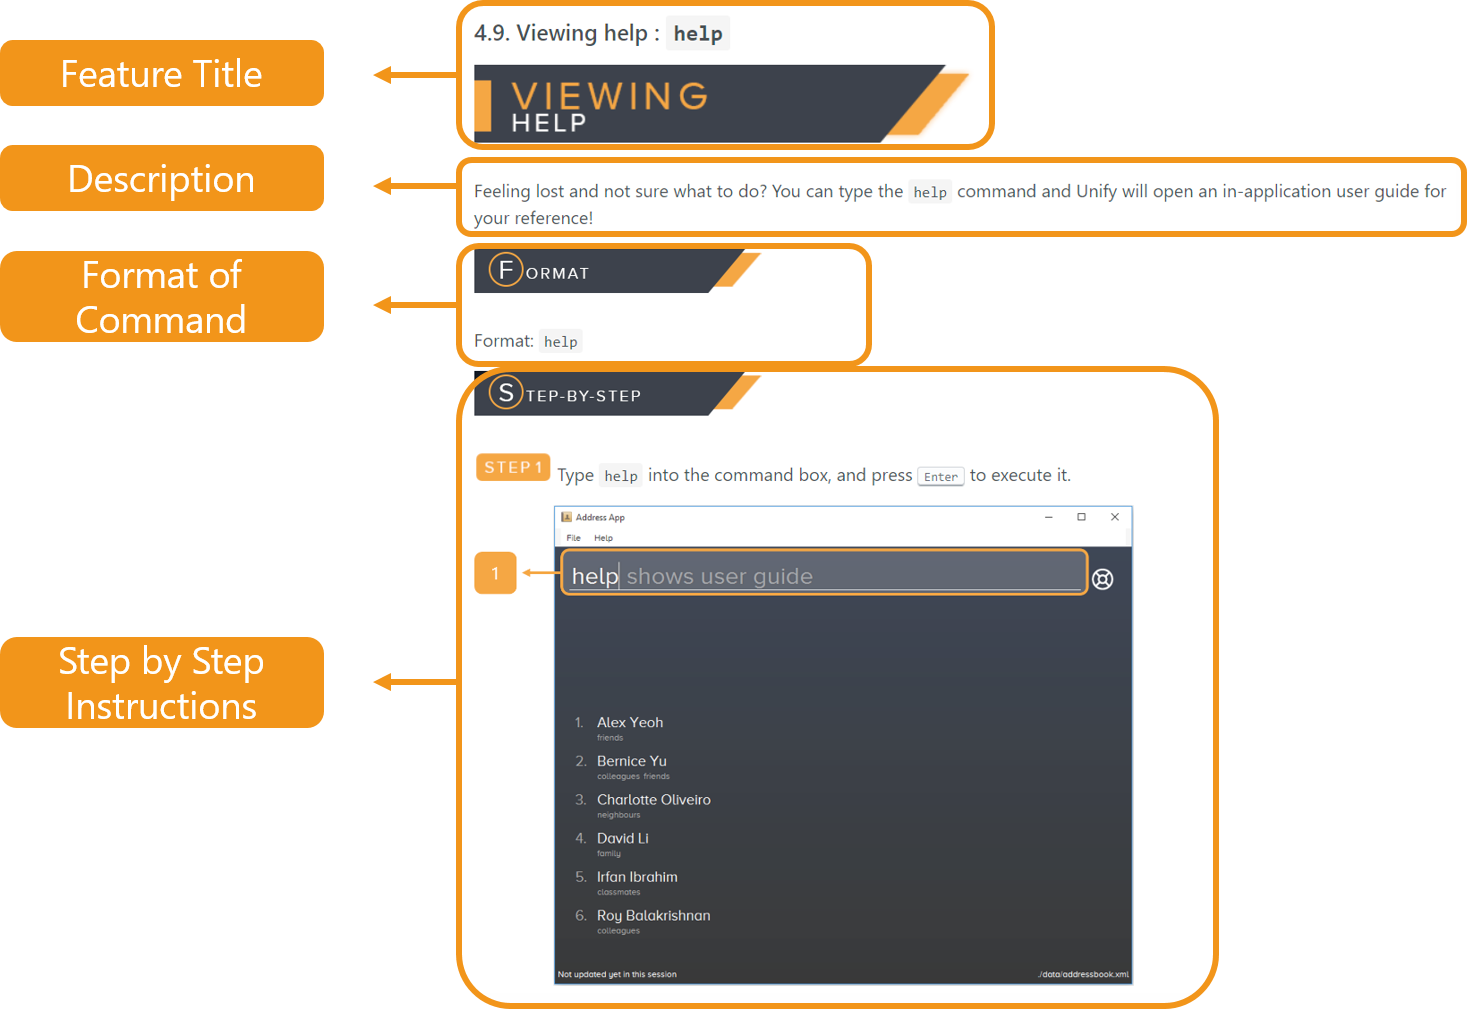 4.9. Viewing help : help
Feature Title
VIEWING
HELP
Description
Feeling lost and not sure what to do? You can type the help command and Unify will open an in-application user guide for
your reference!
Format of
Command
FORMAT
Format: help
STEP-BY-STEP
STEP 1 Type help into the command box, and press Enter to execute it.
Address App
File Help
1
help shows user guide
Step by Step
Instructions
1. Alex Yeoh
friends
2. Bernice Yu
colleagues friends
3. Charlotte Oliveiro
neighbours
4. David Li
family
5. Irfan Ibrahim
classmates
6. Roy Balakrishnan
colleagues
Not updated yet in this session
./data/addressbook.xml